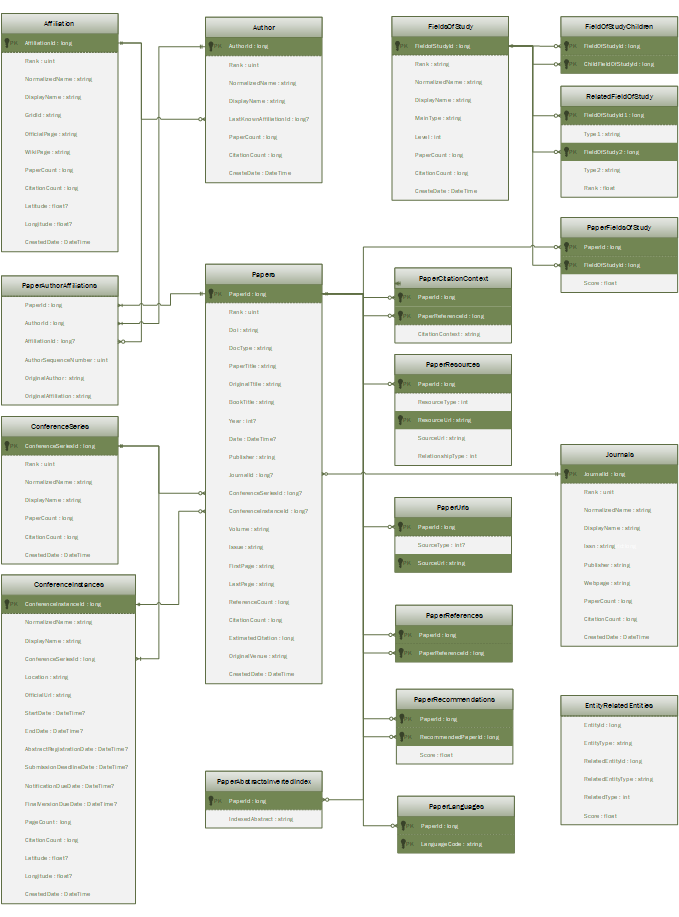 Affiliation
PK AffiliationId : long
Rank : uint
NormalizedName : string
DisplayName : string
GridId : string
OfficialPage : string
WikiPage : string
PaperCount : long
CitationCount : long
Latitude : float?
Longitude : float?
CreatedDate : DateTime
PaperAuthorAffiliations
PaperId : long
AuthorId : long
AffiliationId : long?
AuthorSequenceNumber : uint
OriginalAuthor : string
OriginalAffiliation : string
ConferenceSeries
PK ConferenceSeriesId : long
Rank : uint
NormalizedName : string
DisplayName : string
PaperCount : long
CitationCount : long
CreatedDate : DateTime
ConferenceInstances
PK ConferenceInstanceId : long
NormalizedName : string
DisplayName : string
ConferenceSeriesId : long
Location : string
OfficialUrl : string
StartDate : DateTime?
EndDate : DateTime?
AbstractRegistrationDate : DateTime?
SubmissionDeadlineDate : DateTime?
NotificationDueDate : DateTime?
FinalVersionDueDate : DateTime?
PageCount : long
CitationCount : long
Latitude : float?
Longitude : float?
CreatedDate : DateTime
Author
PK AuthorId : long
Rank : uint
NormalizedName : string
DisplayName : string
LastKnownAffiliationId : long?
PaperCount : long
CitationCount : long
CreateDate : DateTime
Papers
PK PaperId : long
Rank : uint
Doi : string
DocType : string
PaperTitle : string
OriginalTitle : string
BookTitle : string
Year : int?
Date : DateTime?
Publisher : string
JournalId : long?
ConferenceSeriesId : long?
ConferenceInstanceId : long?
Volume : string
Issue : string
FirstPage : string
LastPage : string
ReferenceCount : long
CitationCount : long
EstimatedCitation : long
OriginalVenue : string
CreatedDate : DateTime
PaperAbstractsInvertedIndex
PK PaperId : long
IndexedAbstract : string
FieldsOfStudy
PK FieldofStudyId : long
Rank : string
NormalizedName : string
DisplayName : string
MainType : string
Level : int
PaperCount : long
CitationCount : long
CreateDate : DateTime
PaperCitationContext
PK PaperId : long
PK PaperReferenceId : long
CitationContext : string
PaperResources
PK PaperId : long
ResourceType : int
PK ResourceUrl : string
SourceUrl : string
RelationshipType : int
PaperUrls
PK PaperId : long
SourceType : int?
PK SourceUrl : string
PaperReferences
PK PaperId : long
PK PaperReferenceId : long
PaperRecommendations
PK PaperId : long
PK RecommendedPaperId : long
Score : float
PaperLanguages
PK PaperId : long
PK LanguageCode : string
FieldOfStudyChildren
PK FieldOfStudyId : long
PK ChildFieldOfStudyId : long
RelatedFieldOfStudy
PK FieldOfStudyId1 : long
Type1 : string
PK FieldOfStudy2 : long
Type2 : string
Rank : float
PaperFieldsOfStudy
PK PaperId : long
PK FieldOfStudyId : long
Score : float
Journals
PK JournalId : long
Rank : unit
NormalizedName : string
DisplayName : string
Issn : string
Publisher : string
Webpage : string
PaperCount : long
CitationCount : long
CreateDate : DateTime
EntityRelatedEntities
EntityId : long
EntityType : string
RelatedEntityId : long
RelatedEntityType : string
RelatedType : int
Score : float